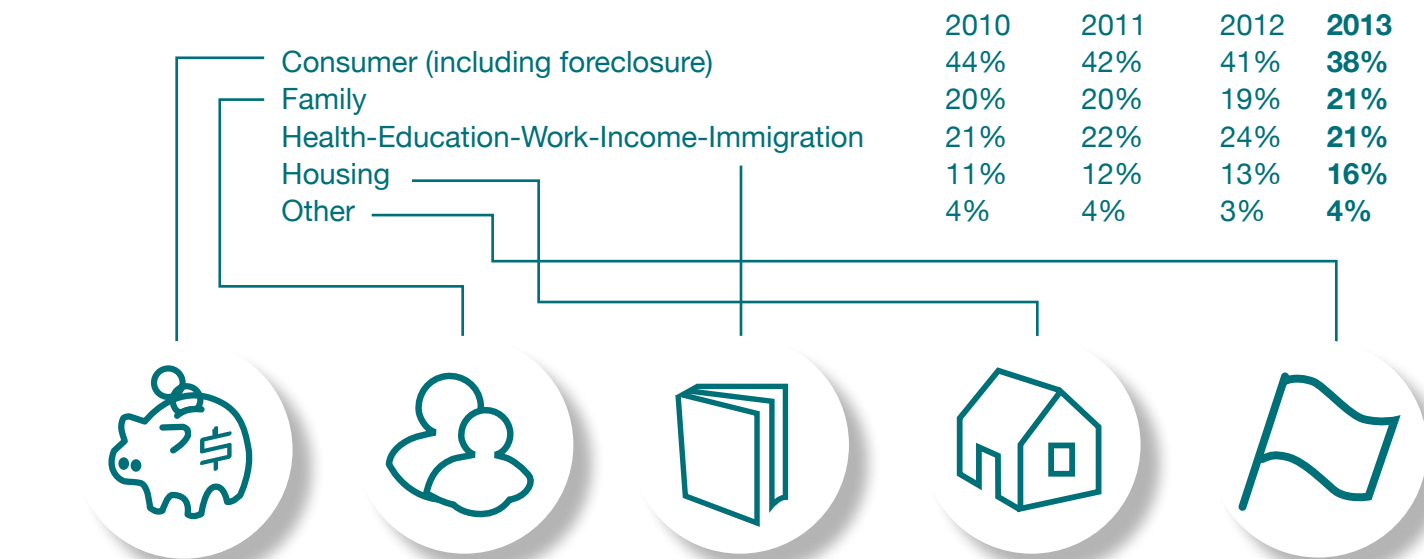 2010 2011 2012 2013
Consumer (including foreclosure) 44% 42% 41% 38%
Family 20% 20% 19% 21%
Health-Education-Work-Income-Immigration 21% 22% 24% 21%
Housing 11% 12% 13% 16%
Other 4% 4% 3% 4%
$